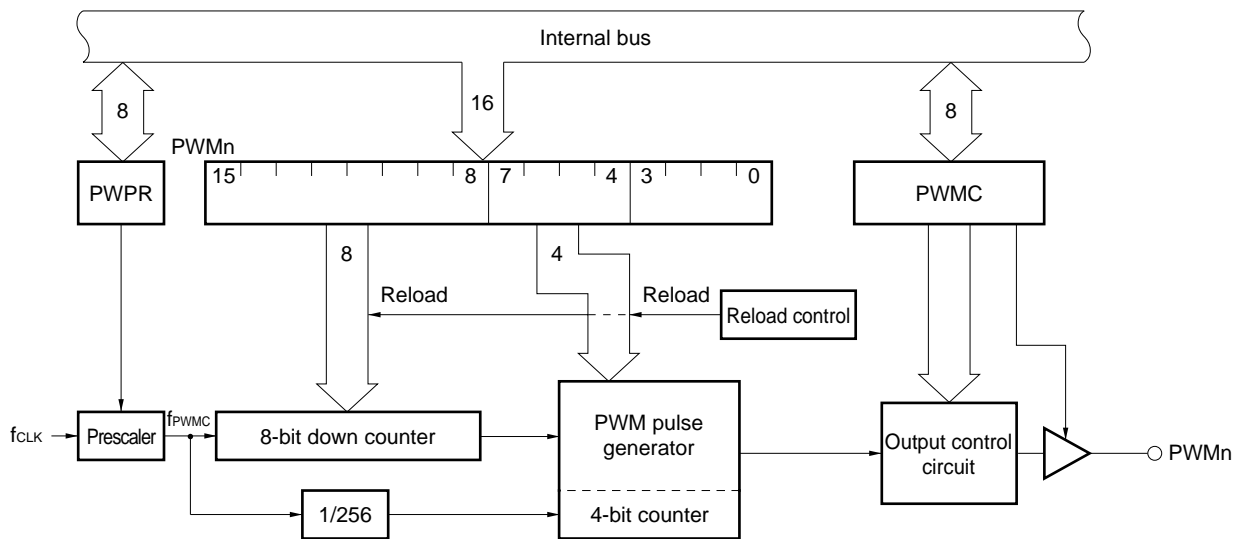 Internal bus
8
16
8
PWMn
15 8 7 4 3 0
PWPR
PWMC
8
4
Reload
Reload
Reload control
fCLK
Prescaler
fPWMC
8-bit down counter
PWM pulse
generator
Output control
circuit
PWMn
1/256
4-bit counter